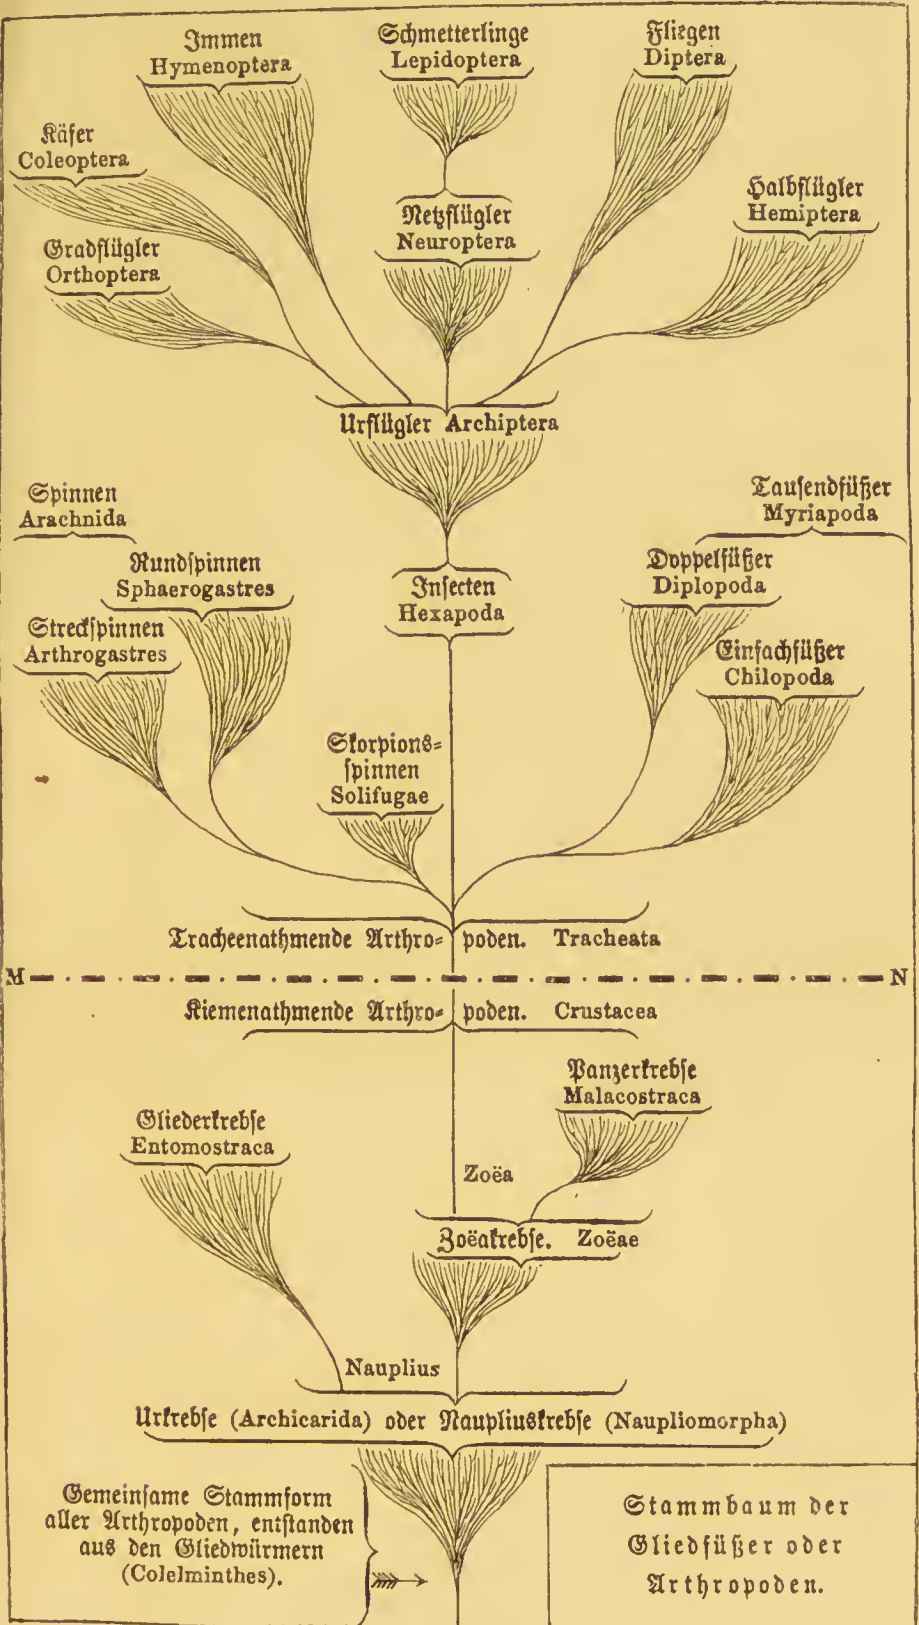 Immen
Hymenoptera
Schmetterlinge
Lepidoptera
Fliegen
Diptera
Käfer
Coleoptera
Netzflügler
Neuroptera
Halbflügler
Hemiptera
Gradflügler
Orthoptera
Urflügler Archiptera
Spinnen
Arachnida
Tausendfüßer
Myriapoda
Rundspinnen
Sphaerogastres
Insecten
Hexapoda
Doppelfüßer
Diplopoda
Streckspinnen
Arthrogastres
Einfachfüßer
Chilopoda
Skorpions=
spinnen
Solifugae
Tracheenathmende Arthro= poden. Tracheata
M N
Kiemenathmende Arthro= poden. Crustacea
Panzerkrebse
Malacostraca
Gliederkrebse
Entomostraca
Zoëa
Zoëakrebse. Zoëae
Nauplius
Urkrebse (Archicarida) oder Naupliuskrebse (Naupliomorpha)
Gemeinsame Stammform
aller Arthropoden, entstanden
aus den Gliedwürmern
(Colelminthes).
Stammbaum der
Gliedfüßer oder
Arthropoden.